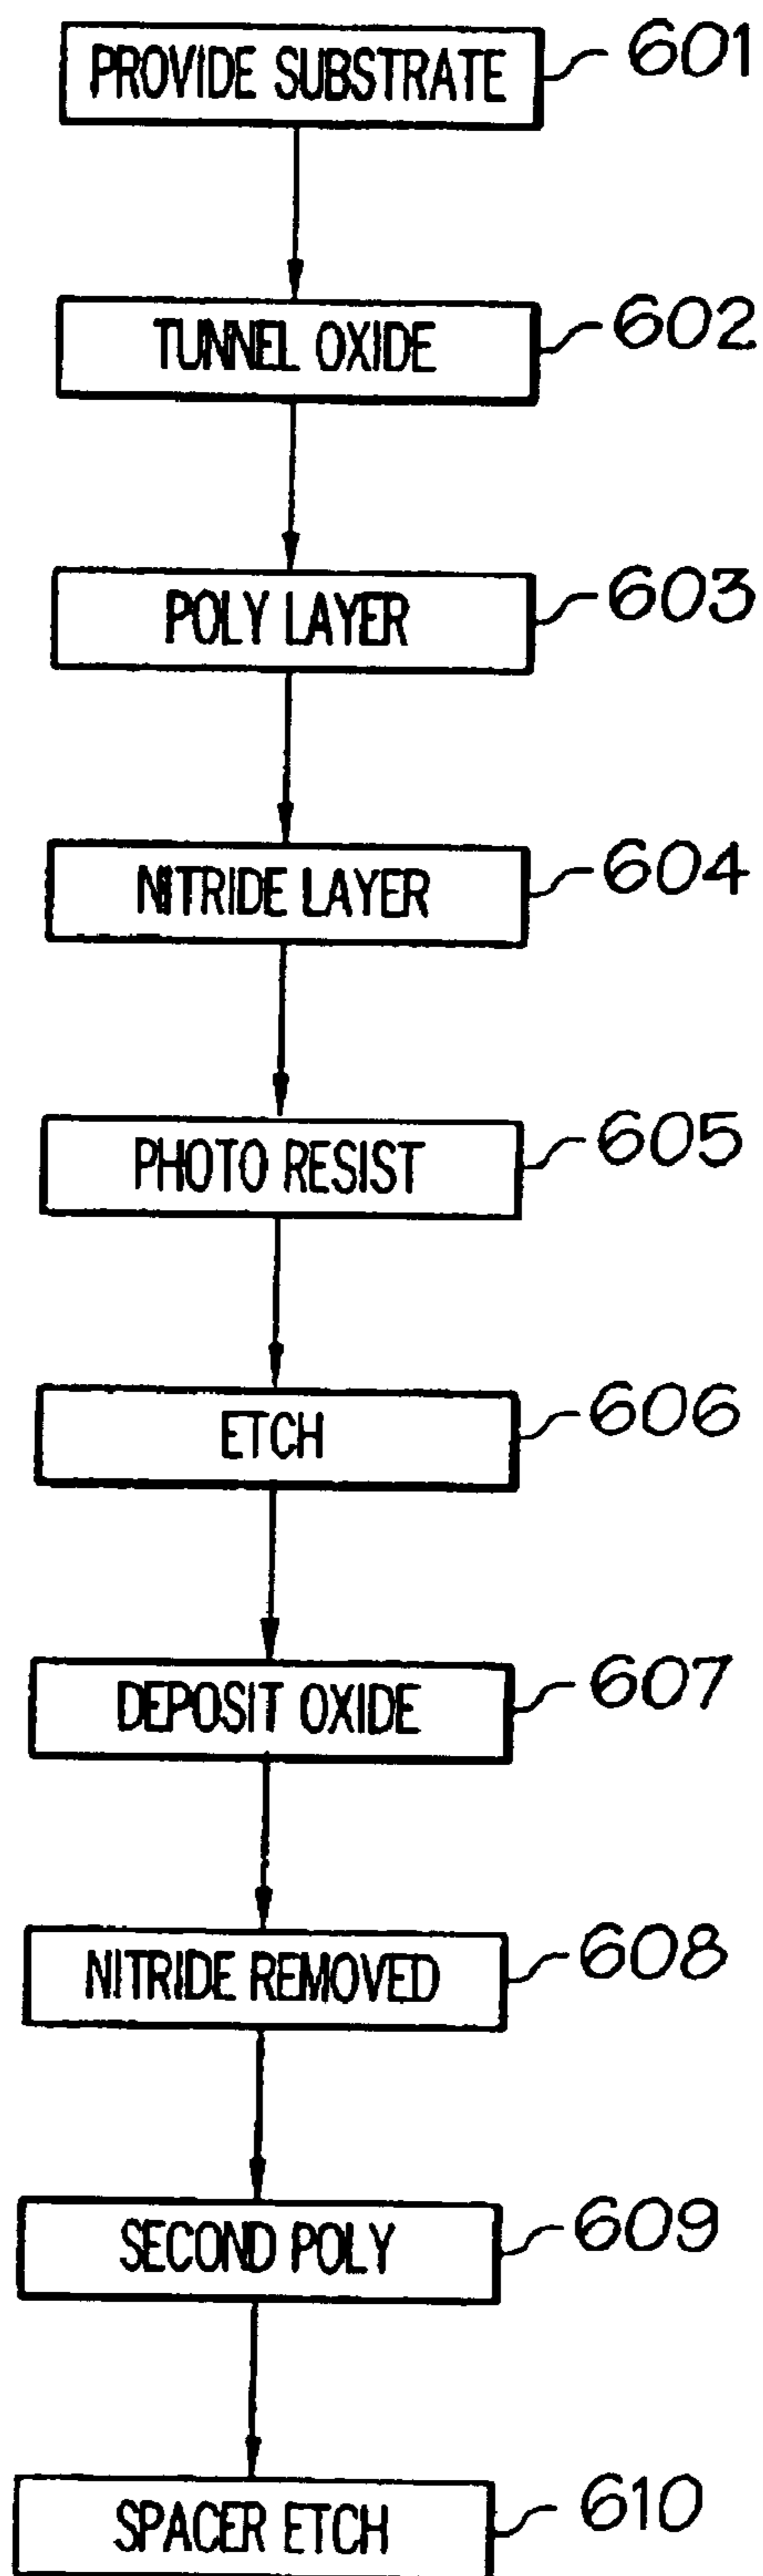 PROVIDE SUBSTRATE 601
TUNNEL OXIDE 602
POLY LAYER 603
NITRIDE LAYER 604
PHOTO RESIST 605
ETCH 606
DEPOSIT OXIDE 607
NITRIDE REMOVED 608
SECOND POLY 609
SPACER ETCH 610